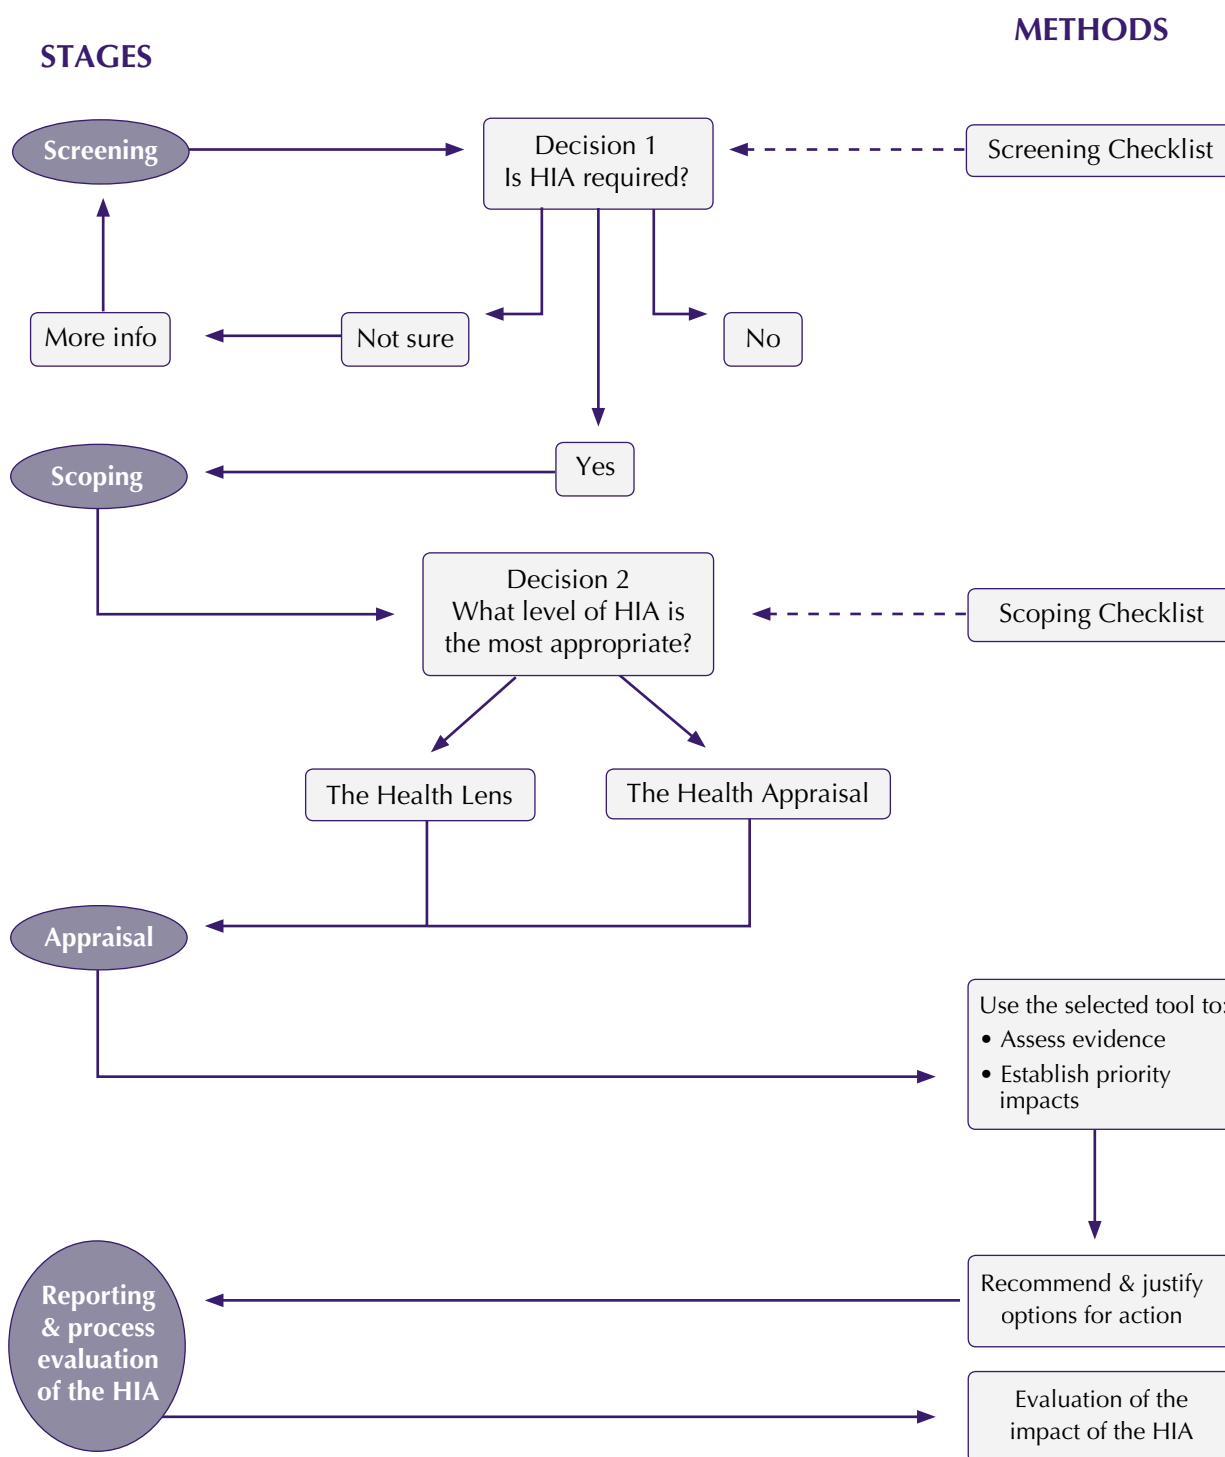 METHODS
STAGES
Screening
Decision 1
Is HIA required?
Screening Checklist
More info
Not sure
No
Scoping
Yes
Decision 2
What level of HIA is
the most appropriate?
Scoping Checklist
The Health Lens
The Health Appraisal
Appraisal
Use the selected tool to:
• Assess evidence
• Establish priority
impacts
Reporting
& process
evaluation
of the HIA
Recommend & justify
options for action
Evaluation of the
impact of the HIA